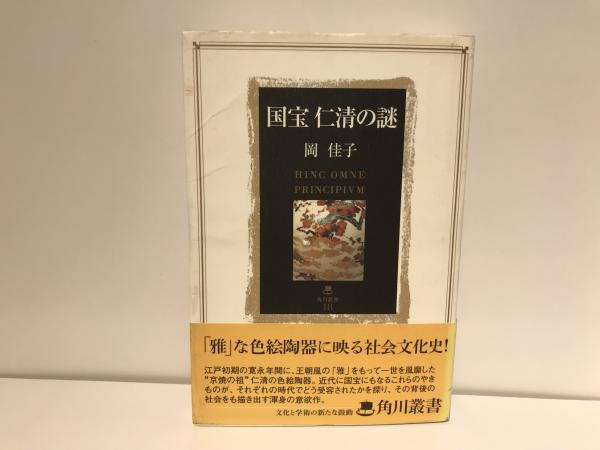 国宝 仁清の謎
岡 佳子
HINC OMNE
PRINCIPIVM
角川叢書
「雅」な色絵陶器に映る社会文化史!
江戸初期の寛永年間に、王朝風の「雅」をもって一世を風靡した
"京焼の祖"仁清の色絵陶器。近代に国宝にもなるこれらのやき
ものが、それぞれの時代でどう受容されたかを探り、その背後の
社会をも描き出す渾身の意欲作。
文化と学術の新たな鼓動
角川叢書